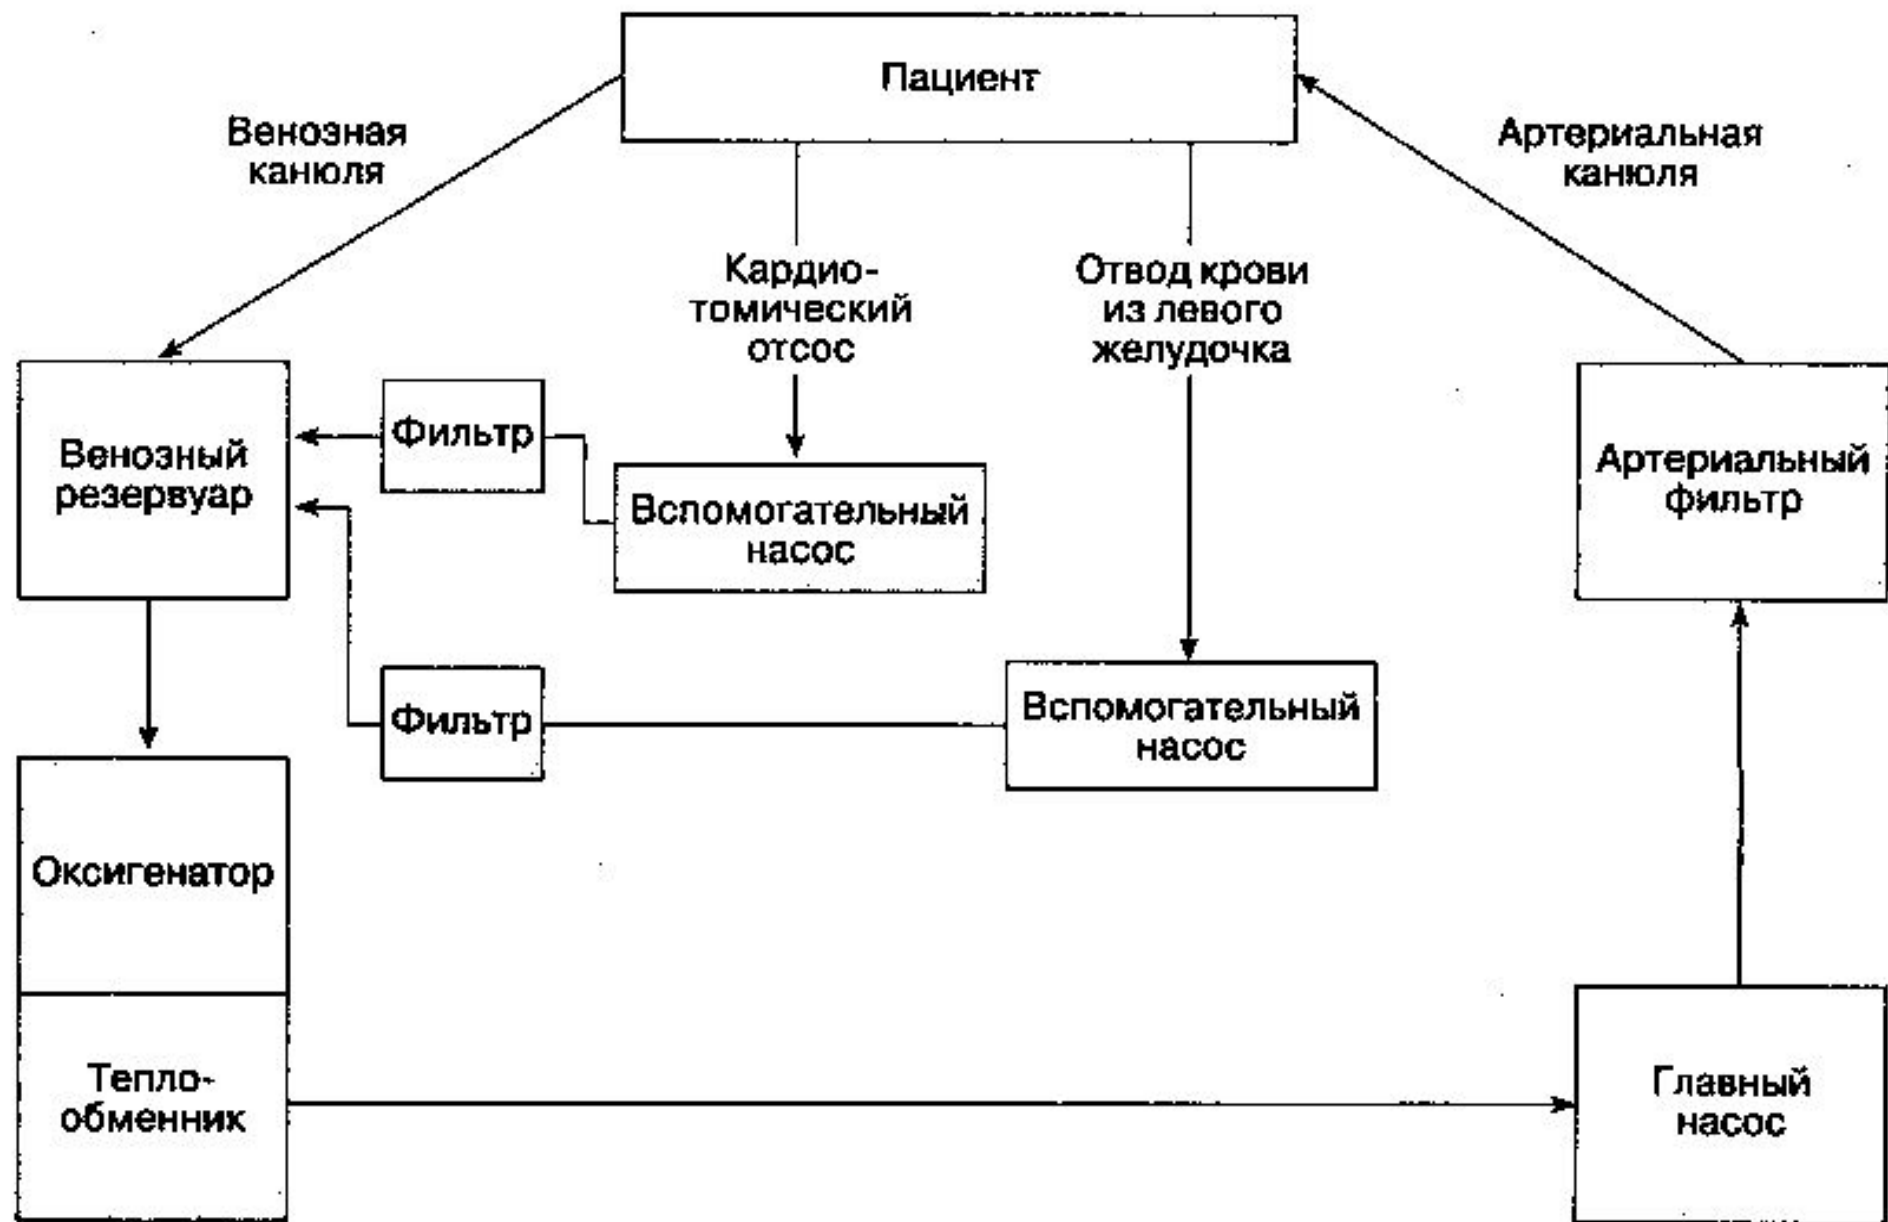 Пациент
Венозная
канюля
Артериальная
канюля
Кардио-
томический
отсос
Отвод крови
из левого
желудочка
Венозный
резервуар
Фильтр
Вспомогательный
насос
Артериальный
фильтр
Фильтр
Вспомогательный
насос
Оксигенатор
Тепло-
обменник
Главный
насос